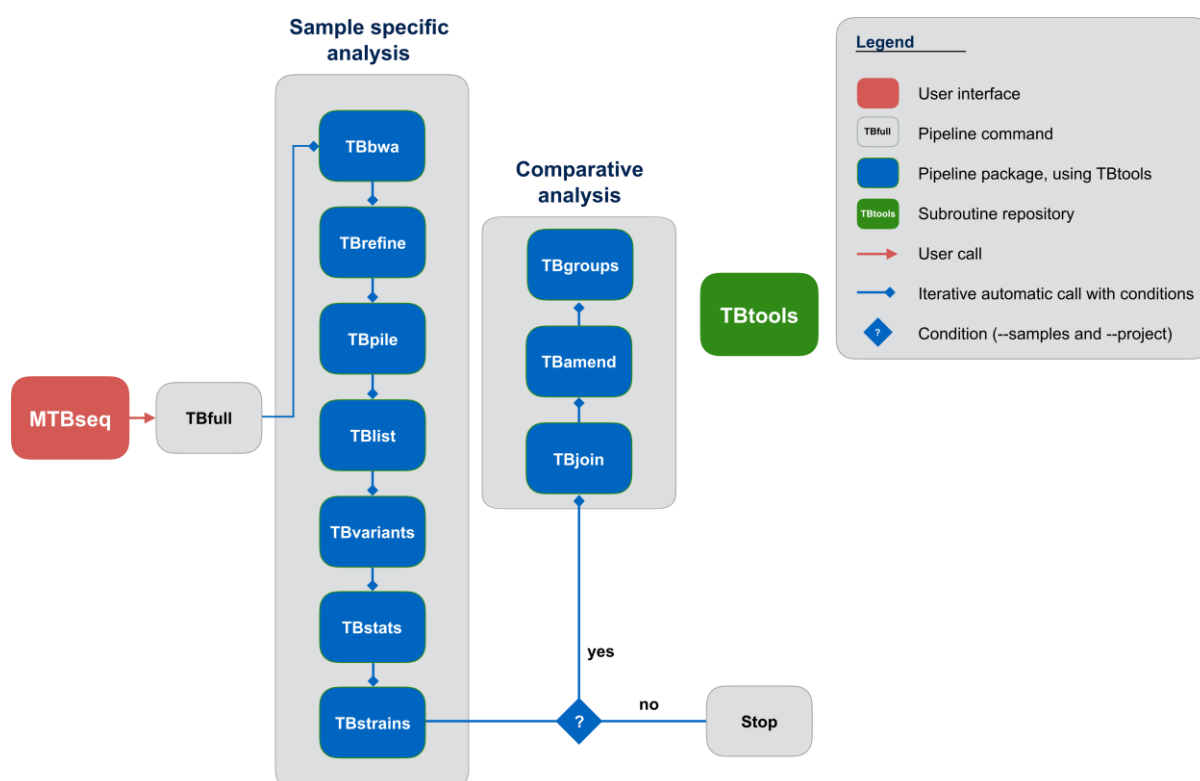 Sample specific
analysis
TBbwa
TBrefine
TBpile
TBlist
TBvariants
TBstats
TBstrains
MTBseq
TBfull
Comparative
analysis
TBgroups
TBamend
TBjoin
yes
?
no
Stop
TBtools
Legend
User interface
TBfull
Pipeline command
Pipeline package, using TBtools
TBtools
Subroutine repository
User call
Iterative automatic call with conditions
?
Condition (--samples and --project)